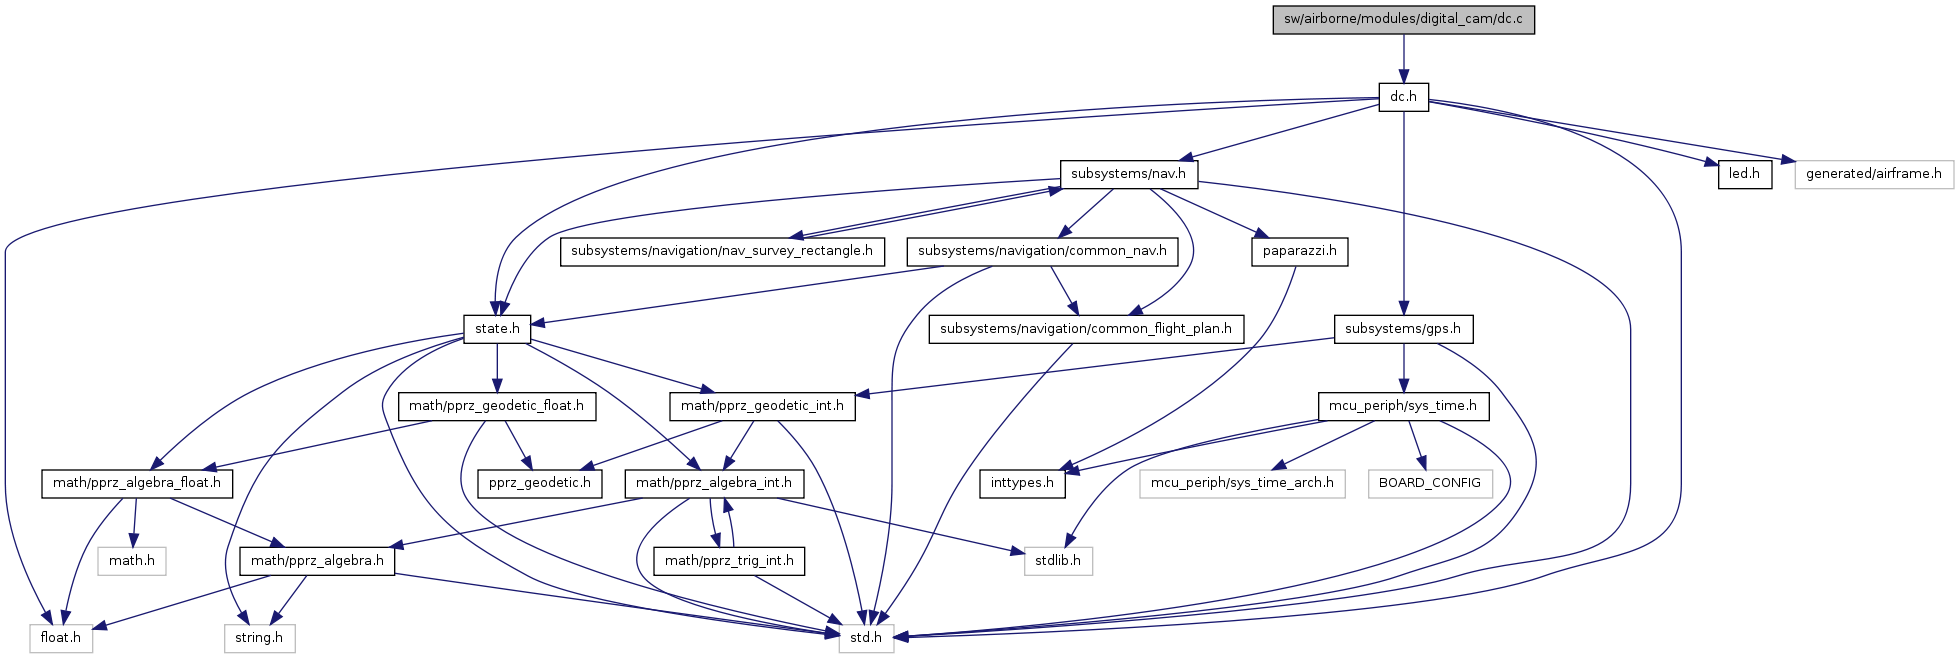 sw/airborne/modules/digital_cam/dc.c
dc.h
subsystems/nav.h
led.h
generated/airframe.h
subsystems/navigation/nav_survey_rectangle.h
subsystems/navigation/common_nav.h
paparazzi.h
state.h
subsystems/navigation/common_flight_plan.h
subsystems/gps.h
math/pprz_geodetic_float.h
math/pprz_geodetic_int.h
mcu_periph/sys_time.h
math/pprz_algebra_float.h
pprz_geodetic.h
math/pprz_algebra_int.h
inttypes.h
mcu_periph/sys_time_arch.h
BOARD_CONFIG
math.h
math/pprz_algebra.h
math/pprz_trig_int.h
stdlib.h
float.h
string.h
std.h